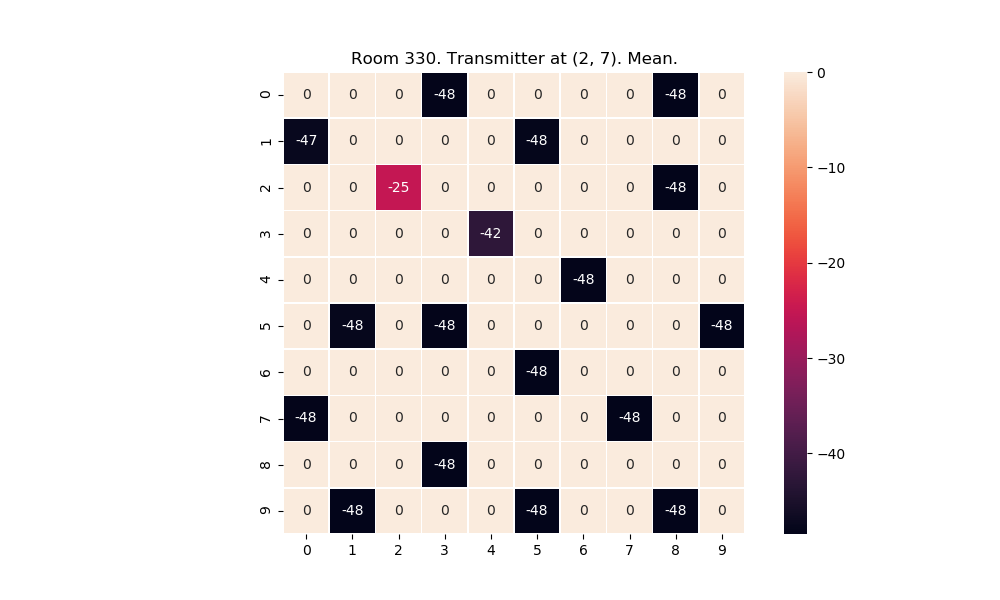 Room 330. Transmitter at (2, 7). Mean.
0 0 0 0 -48 0 0 0 0 -48 0
1 -47 0 0 0 0 -48 0 0 0 0
2 0 0 -25 0 0 0 0 0 -48 0
3 0 0 0 0 -42 0 0 0 0 0
4 0 0 0 0 0 0 -48 0 0 0
5 0 -48 0 -48 0 0 0 0 0 -48
6 0 0 0 0 0 -48 0 0 0 0
7 -48 0 0 0 0 0 0 -48 0 0
8 0 0 0 -48 0 0 0 0 0 0
9 0 -48 0 0 0 -48 0 0 -48 0
0 1 2 3 4 5 6 7 8 9
0
−10
−20
−30
−40